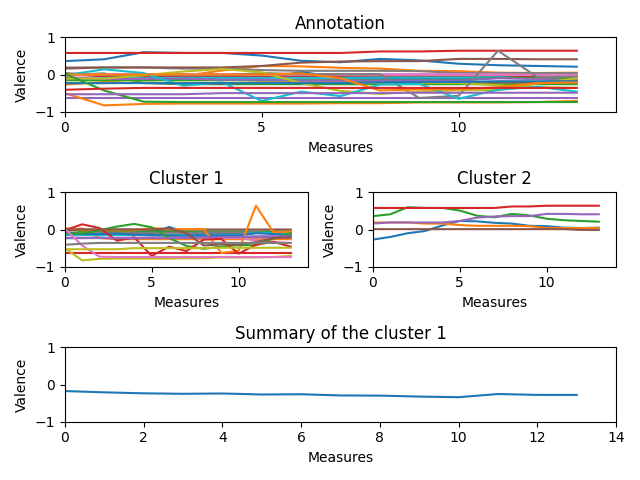 Annotation
Valence
1
0
−1
0
5
10
Measures
Cluster 1
Valence
1
0
−1
0
5
10
Measures
Cluster 2
Valence
1
0
−1
0
5
10
Measures
Summary of the cluster 1
Valence
1
0
−1
0
2
4
6
8
10
12
14
Measures